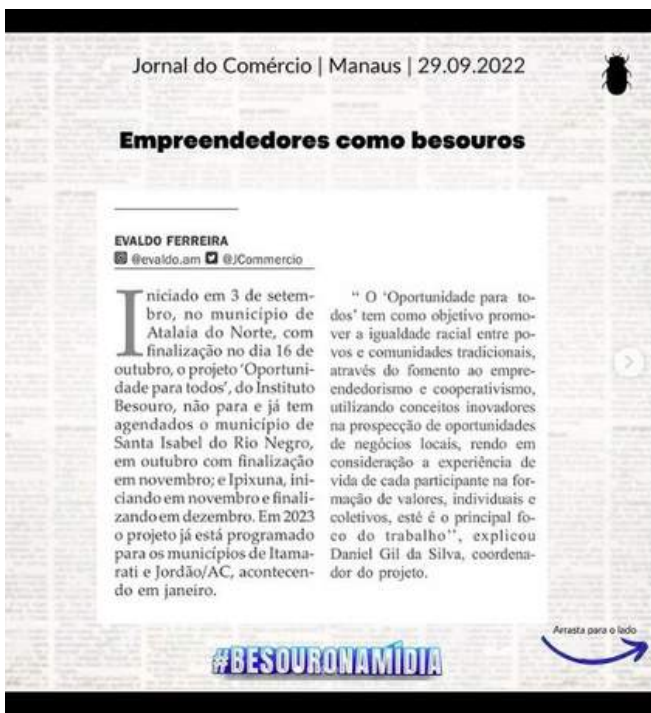 Jornal do Comércio | Manaus | 29.09.2022
Empreendedores como besouros
EVALDO FERREIRA
@evaldo.am @JCommercio
Iniciado em 3 de setem-
bro, no município de
Atalaia do Norte, com
finalização no dia 16 de
outubro, o projeto 'Oportuni-
dade para todos', do Instituto
Besouro, não para e já tem
agendados o município de
Santa Isabel do Rio Negro,
em outubro com finalização
em novembro; e Ipixuna, ini-
ciando em novembro e finali-
zando em dezembro. Em 2023
o projeto já está programado
para os municípios de Itama-
rati e Jordão/AC, acontecen-
do em janeiro.
“ O 'Oportunidade para to-
dos' tem como objetivo promo-
ver a igualdade racial entre po-
vos e comunidades tradicionais,
através do fomento ao empre-
endedorismo e cooperativismo,
utilizando conceitos inovadores
na prospecção de oportunidades
de negócios locais, rendo em
consideração a experiência de
vida de cada participante na for-
mação de valores, individuais e
coletivos, esté é o principal fo-
co do trabalho”, explicou
Daniel Gil da Silva, coordena-
dor do projeto.
Arrasta para o lado
#BESOURONAMÍDIA